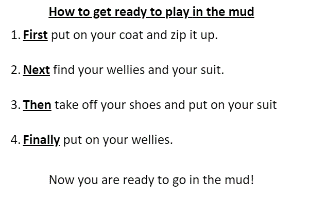 How to get ready to play in the mud
1. First put on your coat and zip it up.
2. Next find your wellies and your suit.
3. Then take off your shoes and put on your suit
4. Finally put on your wellies.
Now you are ready to go in the mud!